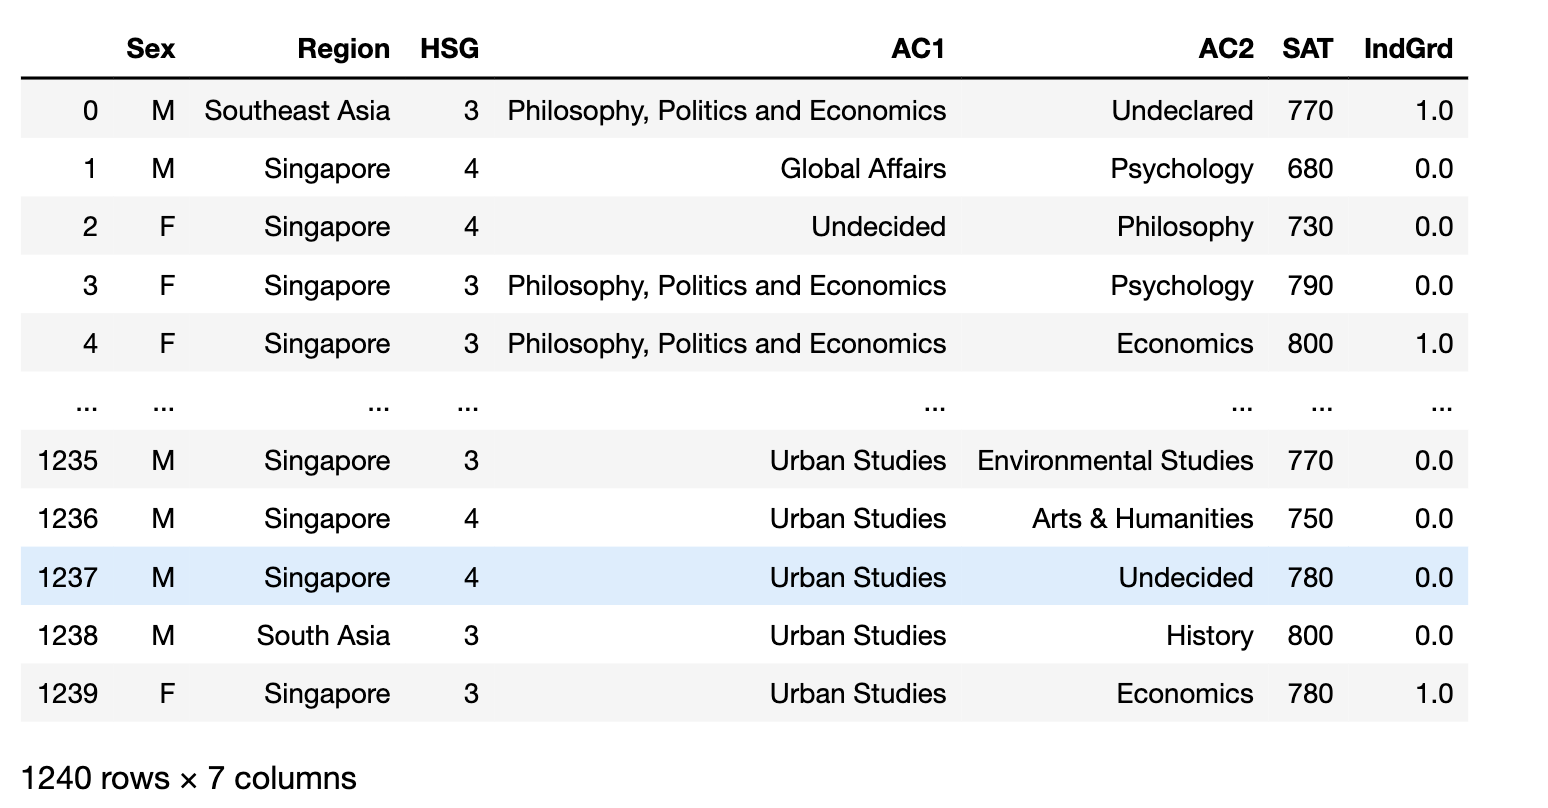 Sex Region HSG AC1 AC2 SAT IndGrd
0 M Southeast Asia 3 Philosophy, Politics and Economics Undeclared 770 1.0
1 M Singapore 4 Global Affairs Psychology 680 0.0
2 F Singapore 4 Undecided Philosophy 730 0.0
3 F Singapore 3 Philosophy, Politics and Economics Psychology 790 0.0
4 F Singapore 3 Philosophy, Politics and Economics Economics 800 1.0
... ... ... ... ... ... ... ...
1235 M Singapore 3 Urban Studies Environmental Studies 770 0.0
1236 M Singapore 4 Urban Studies Arts & Humanities 750 0.0
1237 M Singapore 4 Urban Studies Undecided 780 0.0
1238 M South Asia 3 Urban Studies History 800 0.0
1239 F Singapore 3 Urban Studies Economics 780 1.0
1240 rows × 7 columns